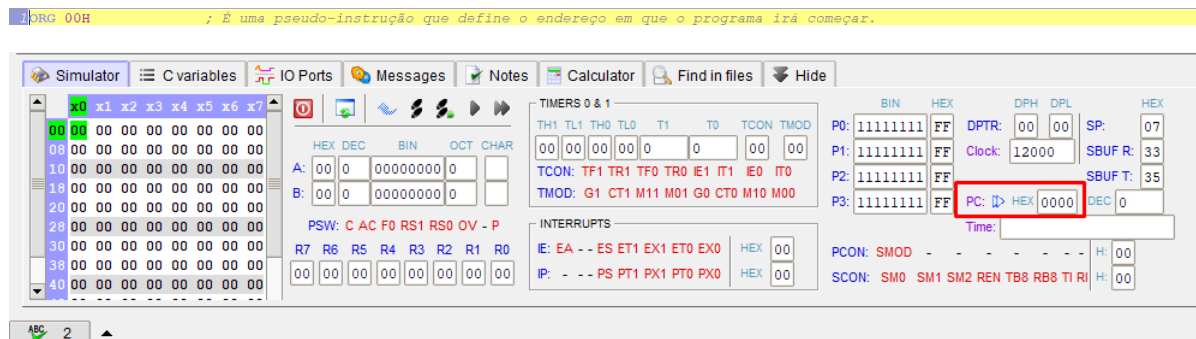 1 ORG 00H ; É uma pseudo-instrução que define o endereço em que o programa irá começar.
Simulator C variables IO Ports Messages Notes Calculator Find in files Hide
x0 x1 x2 x3 x4 x5 x6 x7
00 00 00 00 00 00 00 00 00
08 00 00 00 00 00 00 00 00
10 00 00 00 00 00 00 00 00
18 00 00 00 00 00 00 00 00
20 00 00 00 00 00 00 00 00
28 00 00 00 00 00 00 00 00
30 00 00 00 00 00 00 00 00
38 00 00 00 00 00 00 00 00
40 00 00 00 00 00 00 00 00
HEX DEC BIN OCT CHAR
A: 00 0 00000000 0
B: 00 0 00000000 0
PSW: C AC F0 RS1 RS0 OV - P
R7 R6 R5 R4 R3 R2 R1 R0
00 00 00 00 00 00 00 00
TIMERS 0 & 1
TH1 TL1 TH0 TL0 T1 T0 TCON TMOD
00 00 00 00 0 0 00 00
TCON: TF1 TR1 TF0 TR0 IE1 IT1 IE0 IT0
TMOD: G1 CT1 M11 M01 G0 CT0 M10 M00
INTERRUPTS
IE: EA - - ES ET1 EX1 ET0 EX0 HEX 00
IP: - - - PS PT1 PX1 PT0 PX0 HEX 00
BIN HEX DPH DPL HEX
P0: 11111111 FF DPTR: 00 00 SP: 07
P1: 11111111 FF Clock: 12000 SBUF R: 33
P2: 11111111 FF SBUF T: 35
P3: 11111111 FF PC: HEX 0000 DEC 0
Time:
PCON: SMOD - - - - - - - H: 00
SCON: SM0 SM1 SM2 REN TB8 RB8 TI RI H: 00
ABC 2